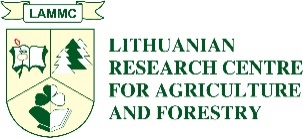 LAMMC
LITHUANIAN
RESEARCH CENTRE
FOR AGRICULTURE
AND FORESTRY